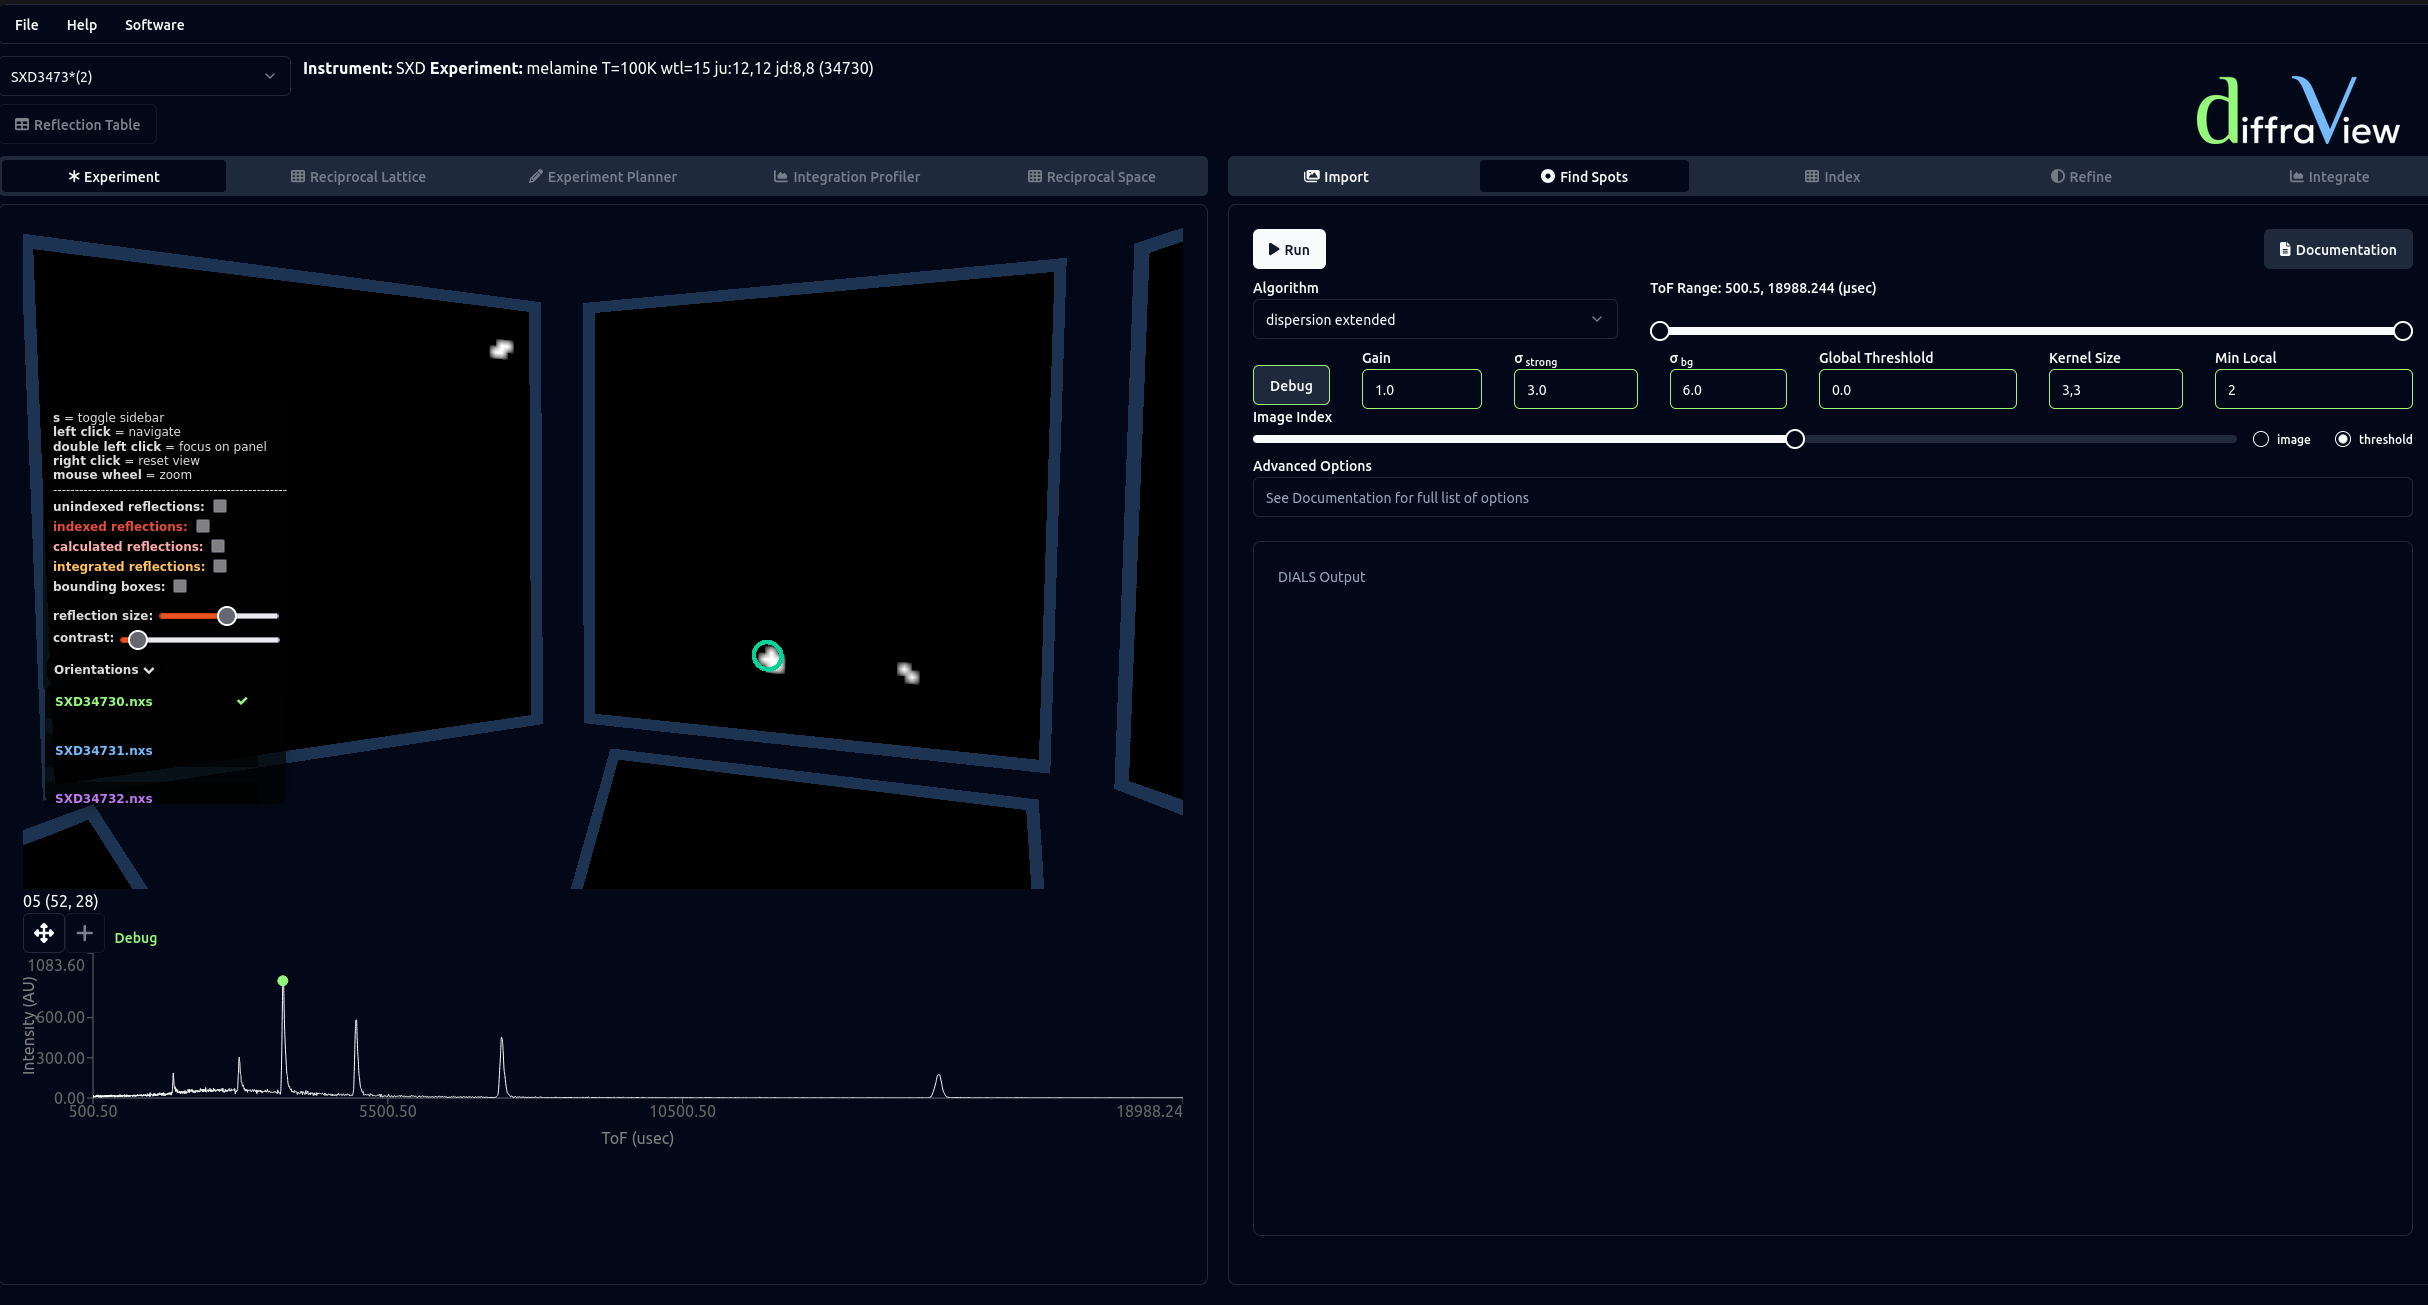 File Help Software
SXD3473*(2)
Instrument: SXD Experiment: melamine T=100K wtl=15 ju:12,12 jd:8,8 (34730)
diffraView
Reflection Table
Experiment Reciprocal Lattice Experiment Planner Integration Profiler Reciprocal Space
Import Find Spots Index Refine Integrate
s = toggle sidebar
left click = navigate
double left click = focus on panel
right click = reset view
mouse wheel = zoom
------------------------------------------------------
unindexed reflections:
indexed reflections:
calculated reflections:
integrated reflections:
bounding boxes:
reflection size:
contrast:
Orientations
SXD34730.nxs
SXD34731.nxs
SXD34732.nxs
05 (52, 28)
Debug
1083.60
600.00
300.00
0.00
Intensity (AU)
500.50 5500.50 10500.50 18988.24
ToF (usec)
Run
Documentation
Algorithm
dispersion extended
ToF Range: 500.5, 18988.244 (μsec)
Debug
Gain
1.0
σ strong
3.0
σ bg
6.0
Global Threshlold
0.0
Kernel Size
3,3
Min Local
2
Image Index
image threshold
Advanced Options
See Documentation for full list of options
DIALS Output